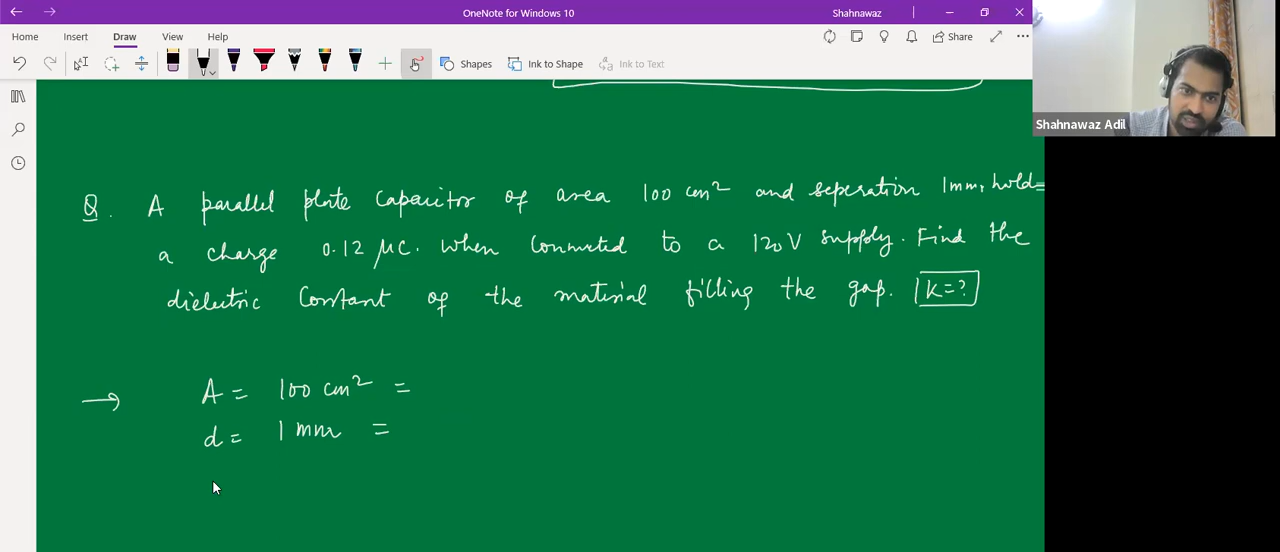 OneNote for Windows 10
Shahnawaz
Home Insert Draw View Help
Share
Shapes Ink to Shape Ink to Text
Shahnawaz Adil
Q. A parallel plate capacitor of area 100 cm² and seperation 1mm, hold=
a charge 0.12 μC. when connected to a 120V supply. Find the
dielectric constant of the material filling the gap. K=?
→ A = 100 cm² =
d = 1 mm =